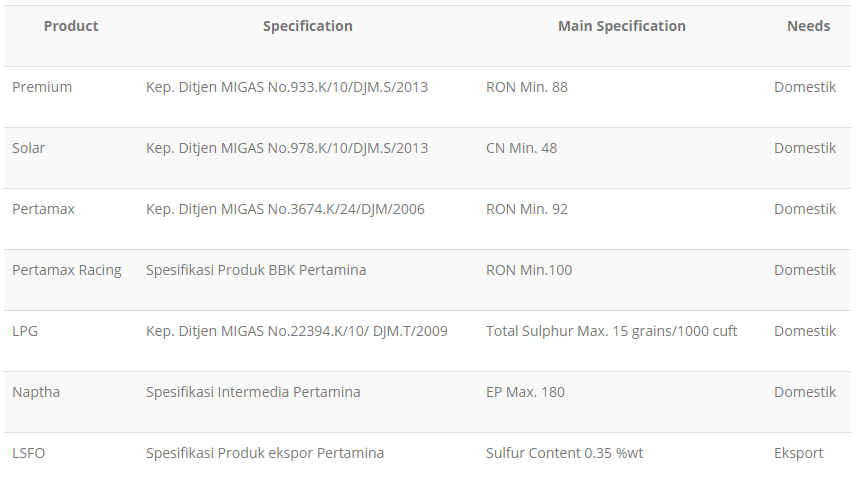 Product Specification Main Specification Needs
Premium Kep. Ditjen MIGAS No.933.K/10/DJM.S/2013 RON Min. 88 Domestik
Solar Kep. Ditjen MIGAS No.978.K/10/DJM.S/2013 CN Min. 48 Domestik
Pertamax Kep. Ditjen MIGAS No.3674.K/24/DJM/2006 RON Min. 92 Domestik
Pertamax Racing Spesifikasi Produk BBK Pertamina RON Min.100 Domestik
LPG Kep. Ditjen MIGAS No.22394.K/10/ DJM.T/2009 Total Sulphur Max. 15 grains/1000 cuft Domestik
Naptha Spesifikasi Intermedia Pertamina EP Max. 180 Domestik
LSFO Spesifikasi Produk ekspor Pertamina Sulfur Content 0.35 %wt Eksport